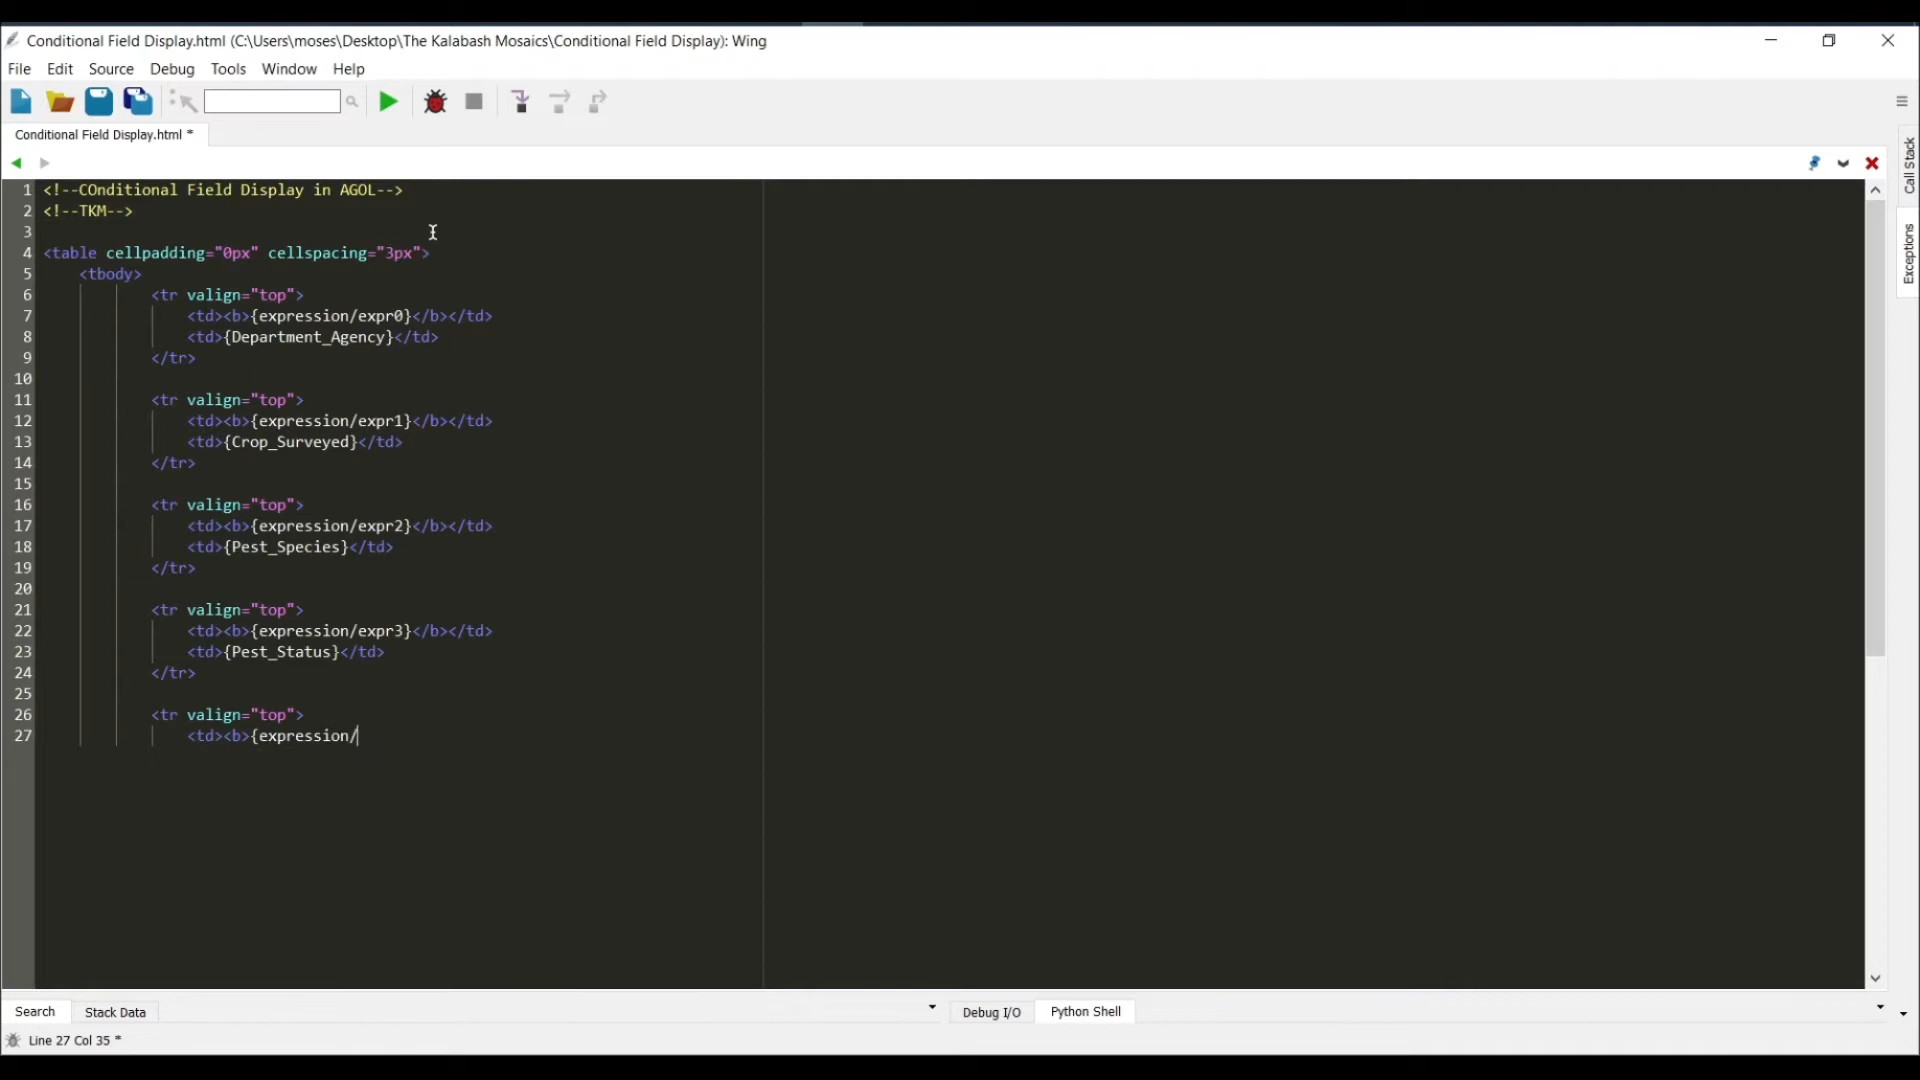 Conditional Field Display.html (C:\Users\moses\Desktop\The Kalabash Mosaics\Conditional Field Display): Wing
File Edit Source Debug Tools Window Help
Conditional Field Display.html *
Call Stack
Exceptions
1 <!--COnditional Field Display in AGOL-->
2 <!--TKM-->
3
4 <table cellpadding="0px" cellspacing="3px">
5 <tbody>
6 <tr valign="top">
7 <td><b>{expression/expr0}</b></td>
8 <td>{Department_Agency}</td>
9 </tr>
10
11 <tr valign="top">
12 <td><b>{expression/expr1}</b></td>
13 <td>{Crop_Surveyed}</td>
14 </tr>
15
16 <tr valign="top">
17 <td><b>{expression/expr2}</b></td>
18 <td>{Pest_Species}</td>
19 </tr>
20
21 <tr valign="top">
22 <td><b>{expression/expr3}</b></td>
23 <td>{Pest_Status}</td>
24 </tr>
25
26 <tr valign="top">
27 <td><b>{expression/
Search Stack Data Debug I/O Python Shell
Line 27 Col 35 *